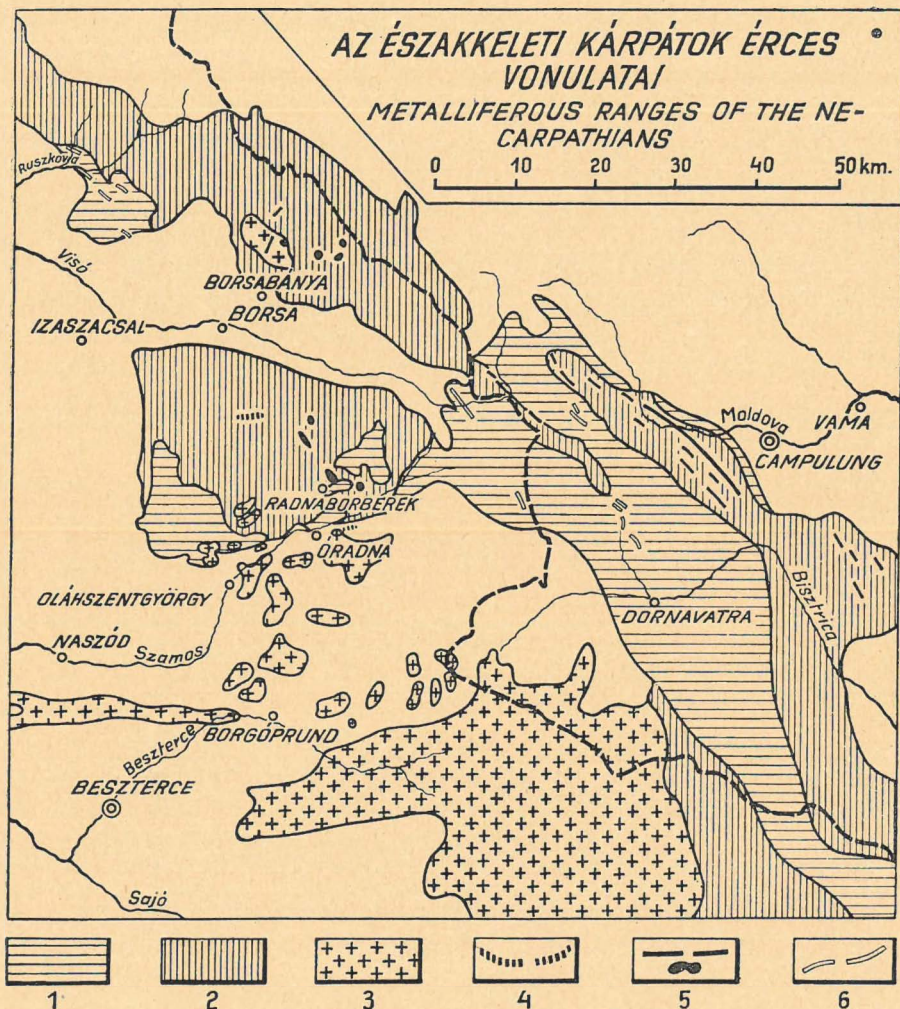 AZ ÉSZAKKELETI KÁRPÁTOK ÉRCES
VONULATAI
METALLIFEROUS RANGES OF THE NE-
CARPATHIANS
0 10 20 30 40 50 km.
Ruszkovja
Visó
BORSABÁNYA
BORSA
IZASZACSAL
Moldova
VAMA
CAMPULUNG
RADNABORBEREK
ORADNA
OLÁHSZENTGYÖRGY
DORNAVATRA
Bisztrica
NASZÓD
Szamos
BORGÓPRUND
Beszterce
BESZTERCE
Sajó
1 2 3 4 5 6